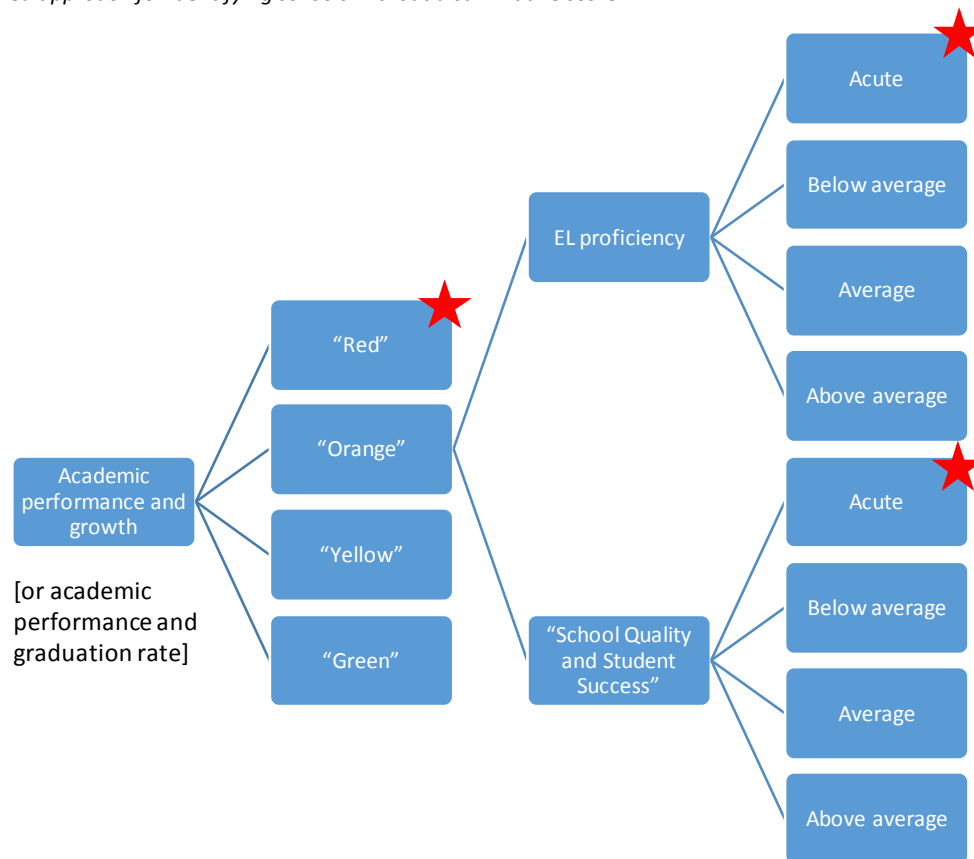 Acute
Below average
EL proficiency
Average
“Red”
Above average
“Orange”
Academic
performance and
growth
Acute
“Yellow”
[or academic
performance and
graduation rate]
Below average
“School Quality
and Student
Success”
“Green”
Average
Above average